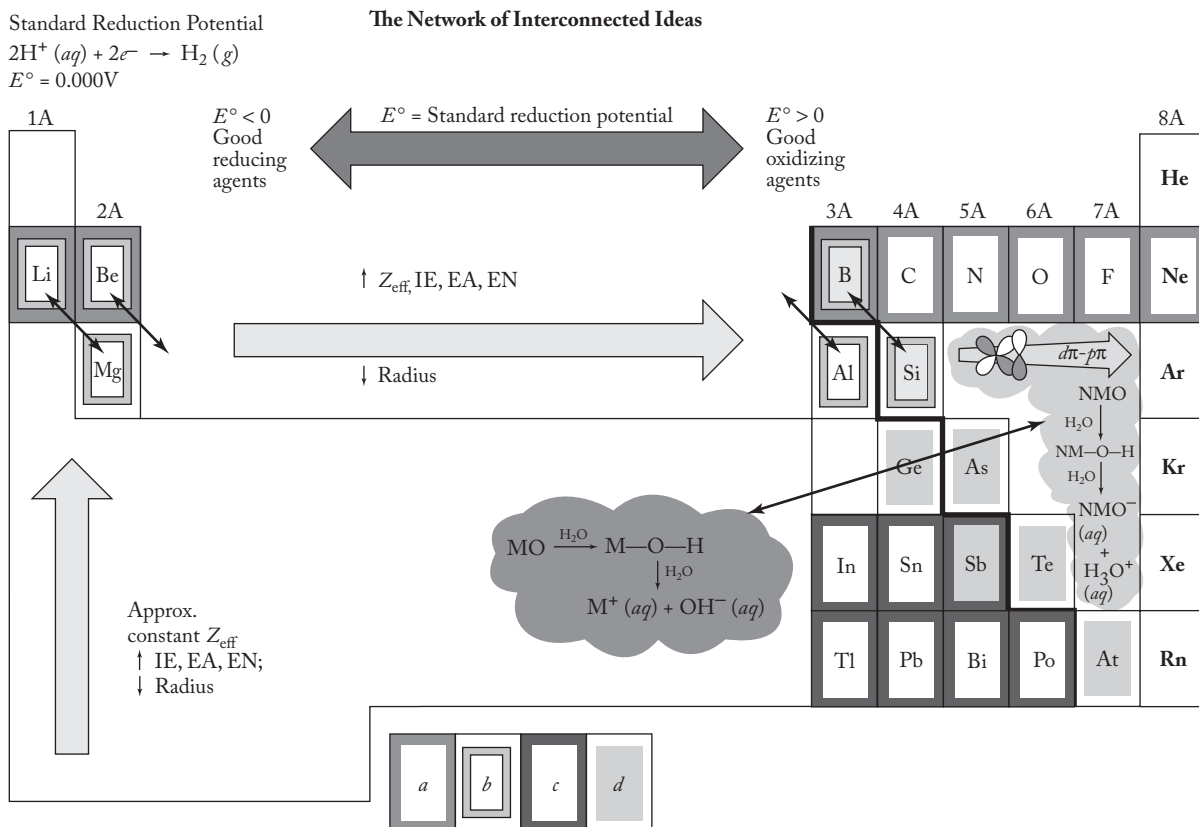 The Network of Interconnected Ideas
Standard Reduction Potential
2H⁺ (aq) + 2e⁻ → H₂ (g)
E° = 0.000V
1A
E° < 0
Good
reducing
agents
E° = Standard reduction potential
E° > 0
Good
oxidizing
agents
8A
He
2A
3A 4A 5A 6A 7A
Li Be
B C N O F Ne
↑ Z_eff, IE, EA, EN
Mg
↓ Radius
Al Si
dπ-pπ
Ar
NMO
H₂O
Ge As
NM—O—H
Kr
H₂O
NMO⁻
(aq)
+
H₃O⁺
(aq)
MO H₂O → M—O—H
↓ H₂O
M⁺ (aq) + OH⁻ (aq)
In Sn Sb Te Xe
Approx.
constant Z_eff
↑ IE, EA, EN;
↓ Radius
Tl Pb Bi Po At Rn
a b c d